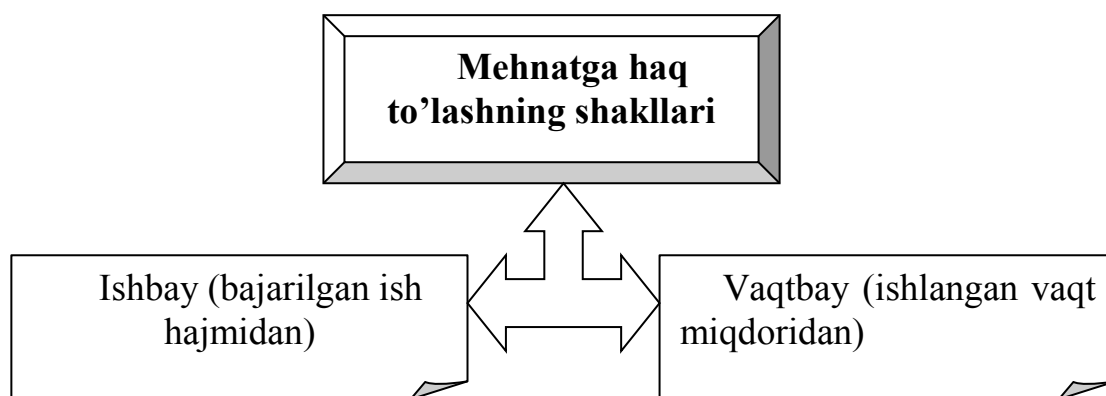 Mehnatga haq
to’lashning shakllari
Ishbay (bajarilgan ish
hajmidan)
Vaqtbay (ishlangan vaqt
miqdoridan)